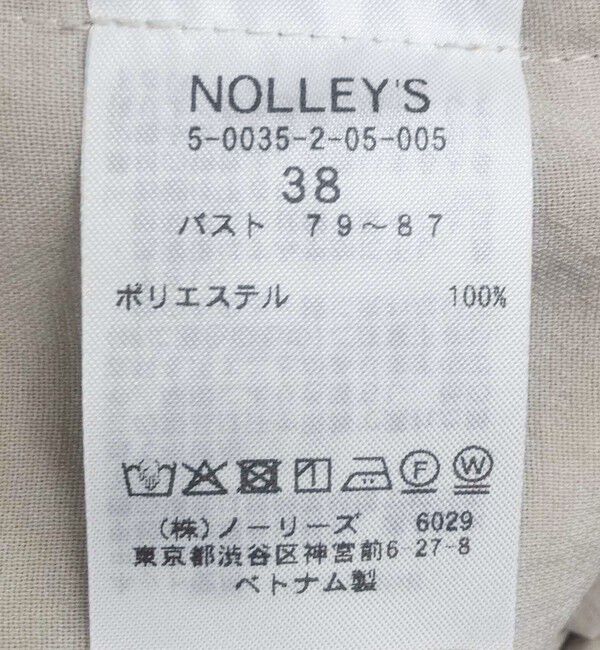 NOLLEY'S
5-0035-2-05-005
38
バスト 79~87
ポリエステル 100%
F W
(株)ノーリーズ 6029
東京都渋谷区神宮前6 27-8
ベトナム製